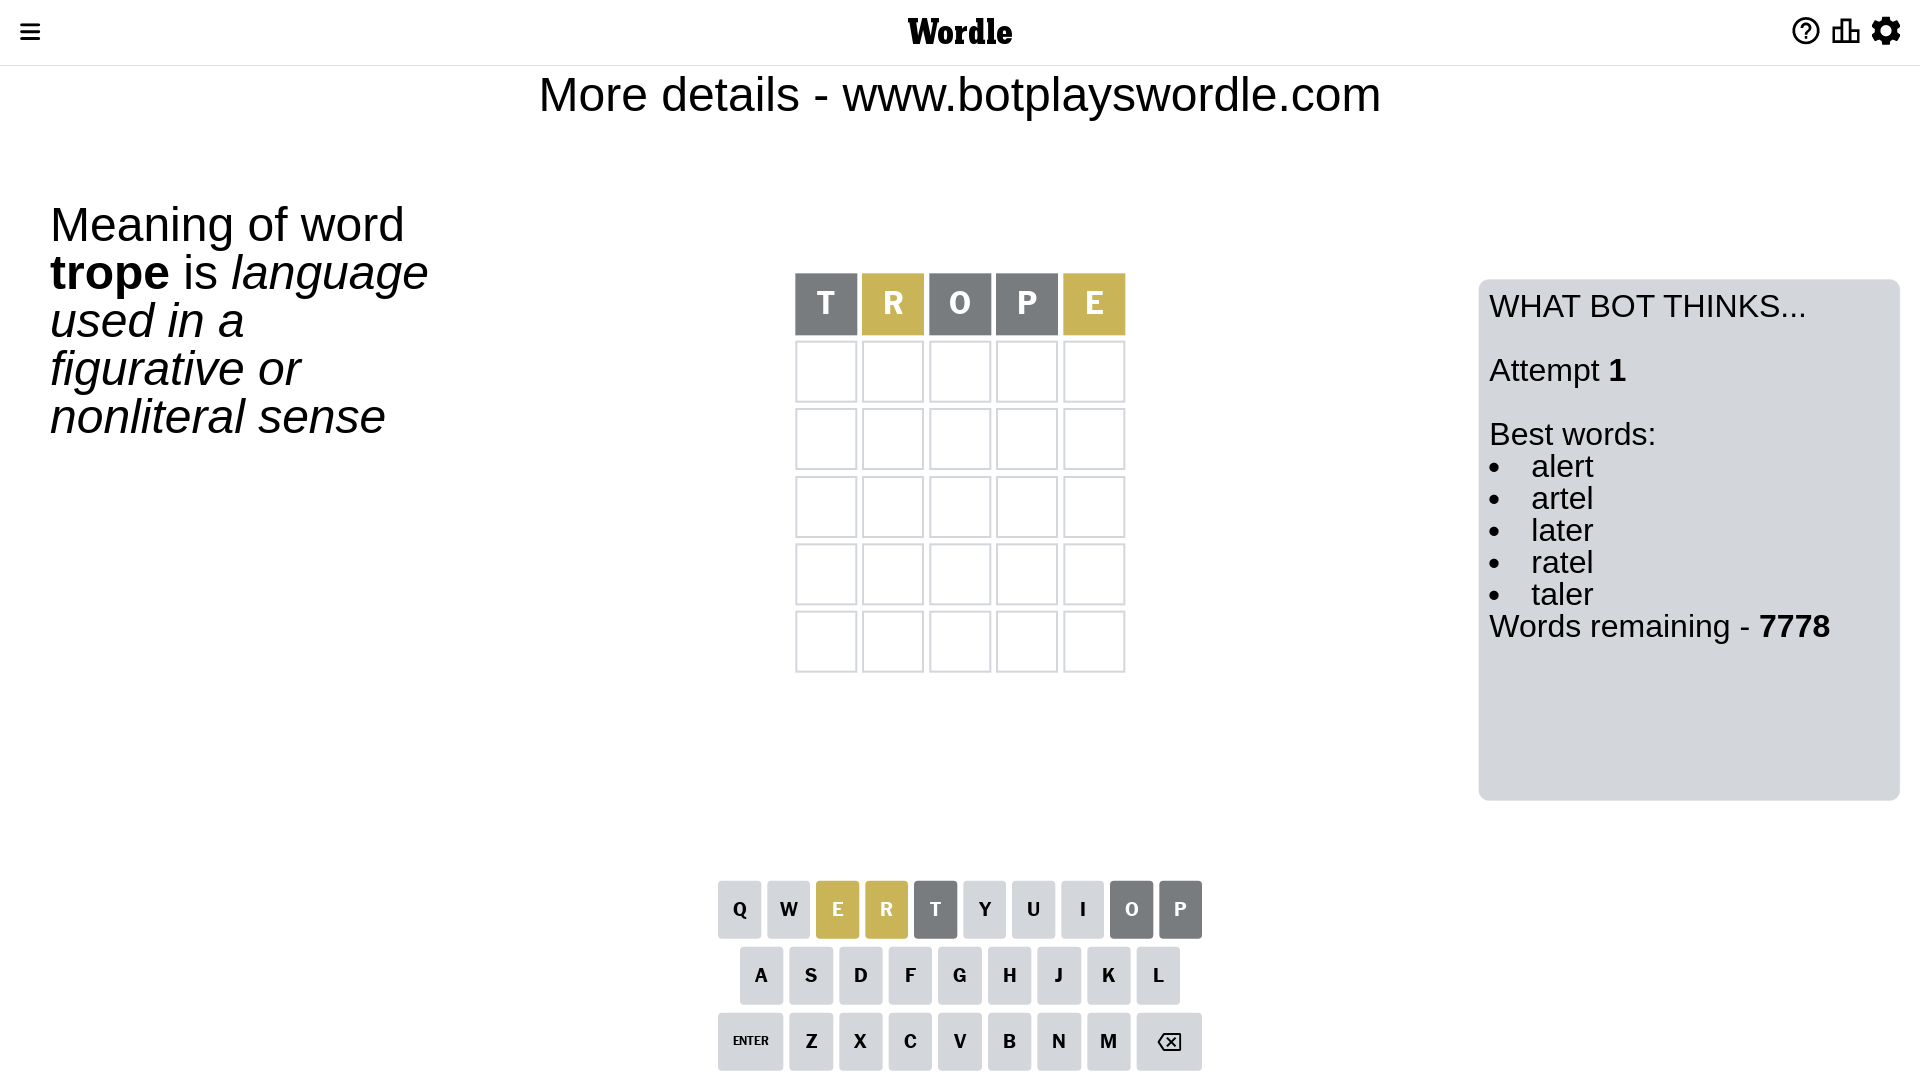 Wordle
More details - www.botplayswordle.com
Meaning of word
trope is language
used in a
figurative or
nonliteral sense
T R O P E
WHAT BOT THINKS...
Attempt 1
Best words:
• alert
• artel
• later
• ratel
• taler
Words remaining - 7778
Q W E R T Y U I O P
A S D F G H J K L
ENTER Z X C V B N M